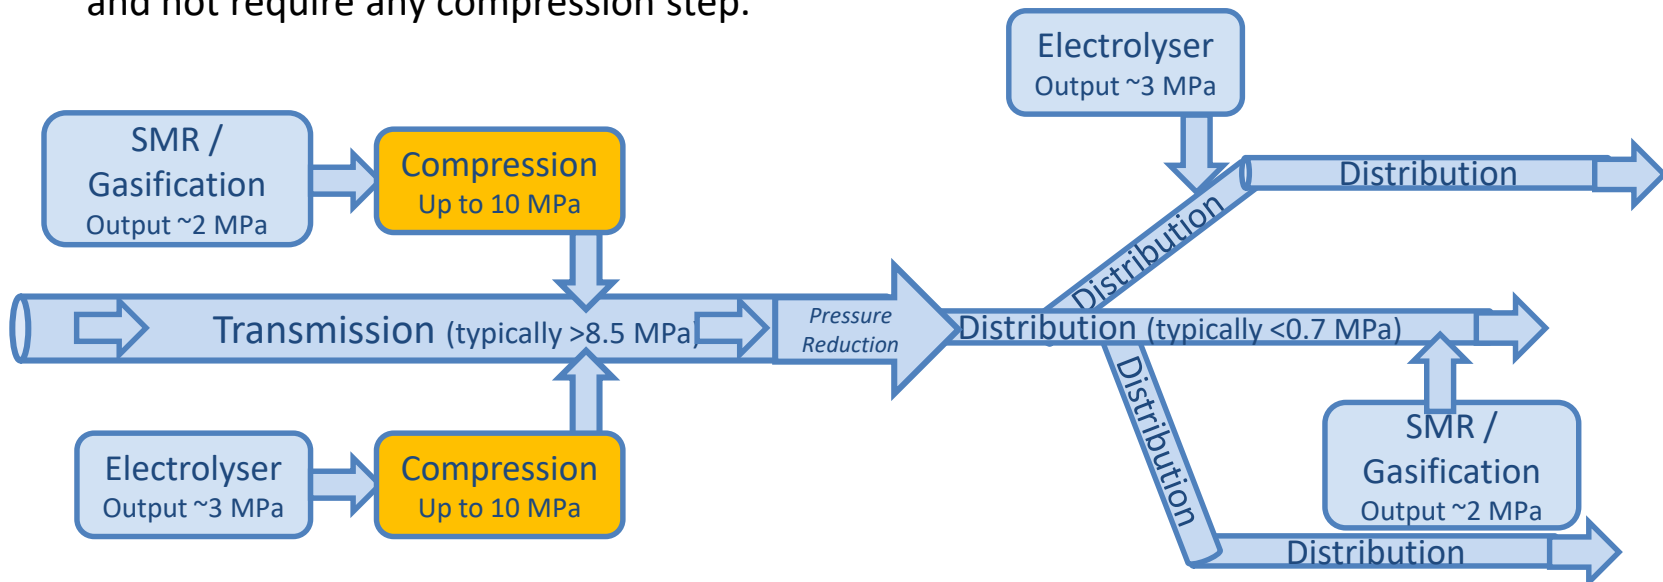 and not require any compression step.
Electrolyser
Output ~3 MPa
SMR /
Gasification
Output ~2 MPa
Compression
Up to 10 MPa
Distribution
Distribution
Transmission (typically >8.5 MPa)
Pressure
Reduction
Distribution (typically <0.7 MPa)
Distribution
Electrolyser
Output ~3 MPa
Compression
Up to 10 MPa
SMR /
Gasification
Output ~2 MPa
Distribution